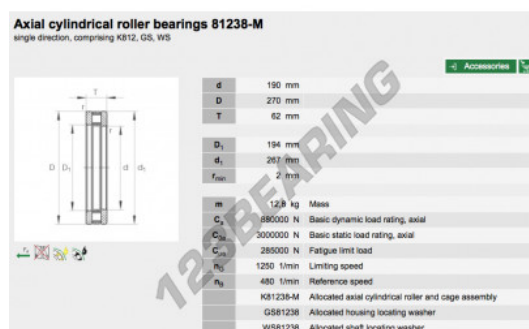 Axial cylindrical roller bearings 81238-M
single direction, comprising K812, GS, WS
Accessories
d 190 mm
D 270 mm
T 62 mm
D1 194 mm
d1 267 mm
rmin 2 mm
m 12,8 kg Mass
Ca 680000 N Basic dynamic load rating, axial
C0a 3000000 N Basic static load rating, axial
285000 N Fatigue limit load
nG 1250 1/min Limiting speed
480 1/min Reference speed
K81238-M Allocated axial cylindrical roller and cage assembly
GS81238 Allocated housing locating washer
WS81238 Allocated shaft locating washer
T
r
r
D D1 d d1
123BEARING